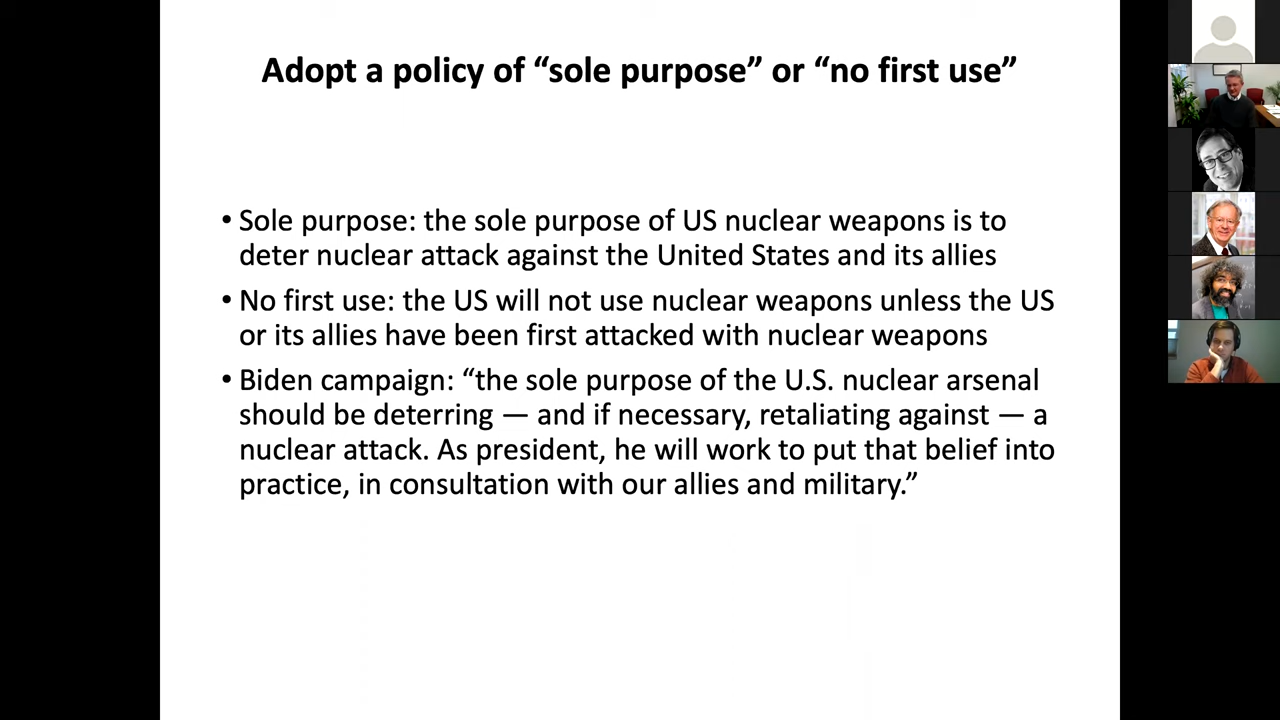 Adopt a policy of “sole purpose” or “no first use”
• Sole purpose: the sole purpose of US nuclear weapons is to
deter nuclear attack against the United States and its allies
• No first use: the US will not use nuclear weapons unless the US
or its allies have been first attacked with nuclear weapons
• Biden campaign: “the sole purpose of the U.S. nuclear arsenal
should be deterring — and if necessary, retaliating against — a
nuclear attack. As president, he will work to put that belief into
practice, in consultation with our allies and military.”